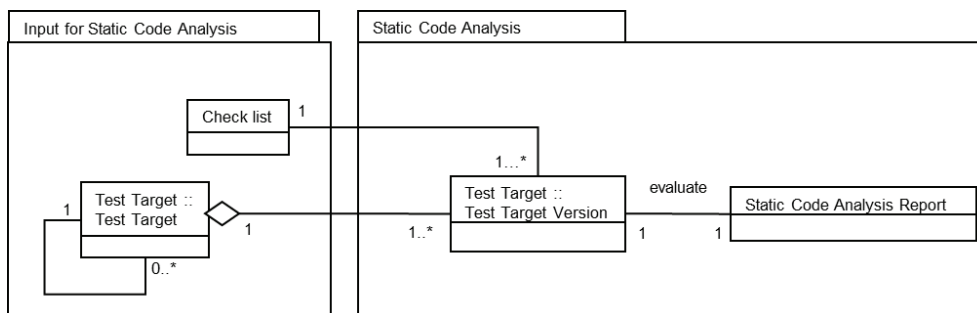 Input for Static Code Analysis
Static Code Analysis
Check list
1
1...*
Test Target ::
Test Target
1
0..*
1
Test Target ::
Test Target Version
1..*
evaluate
1
1
Static Code Analysis Report